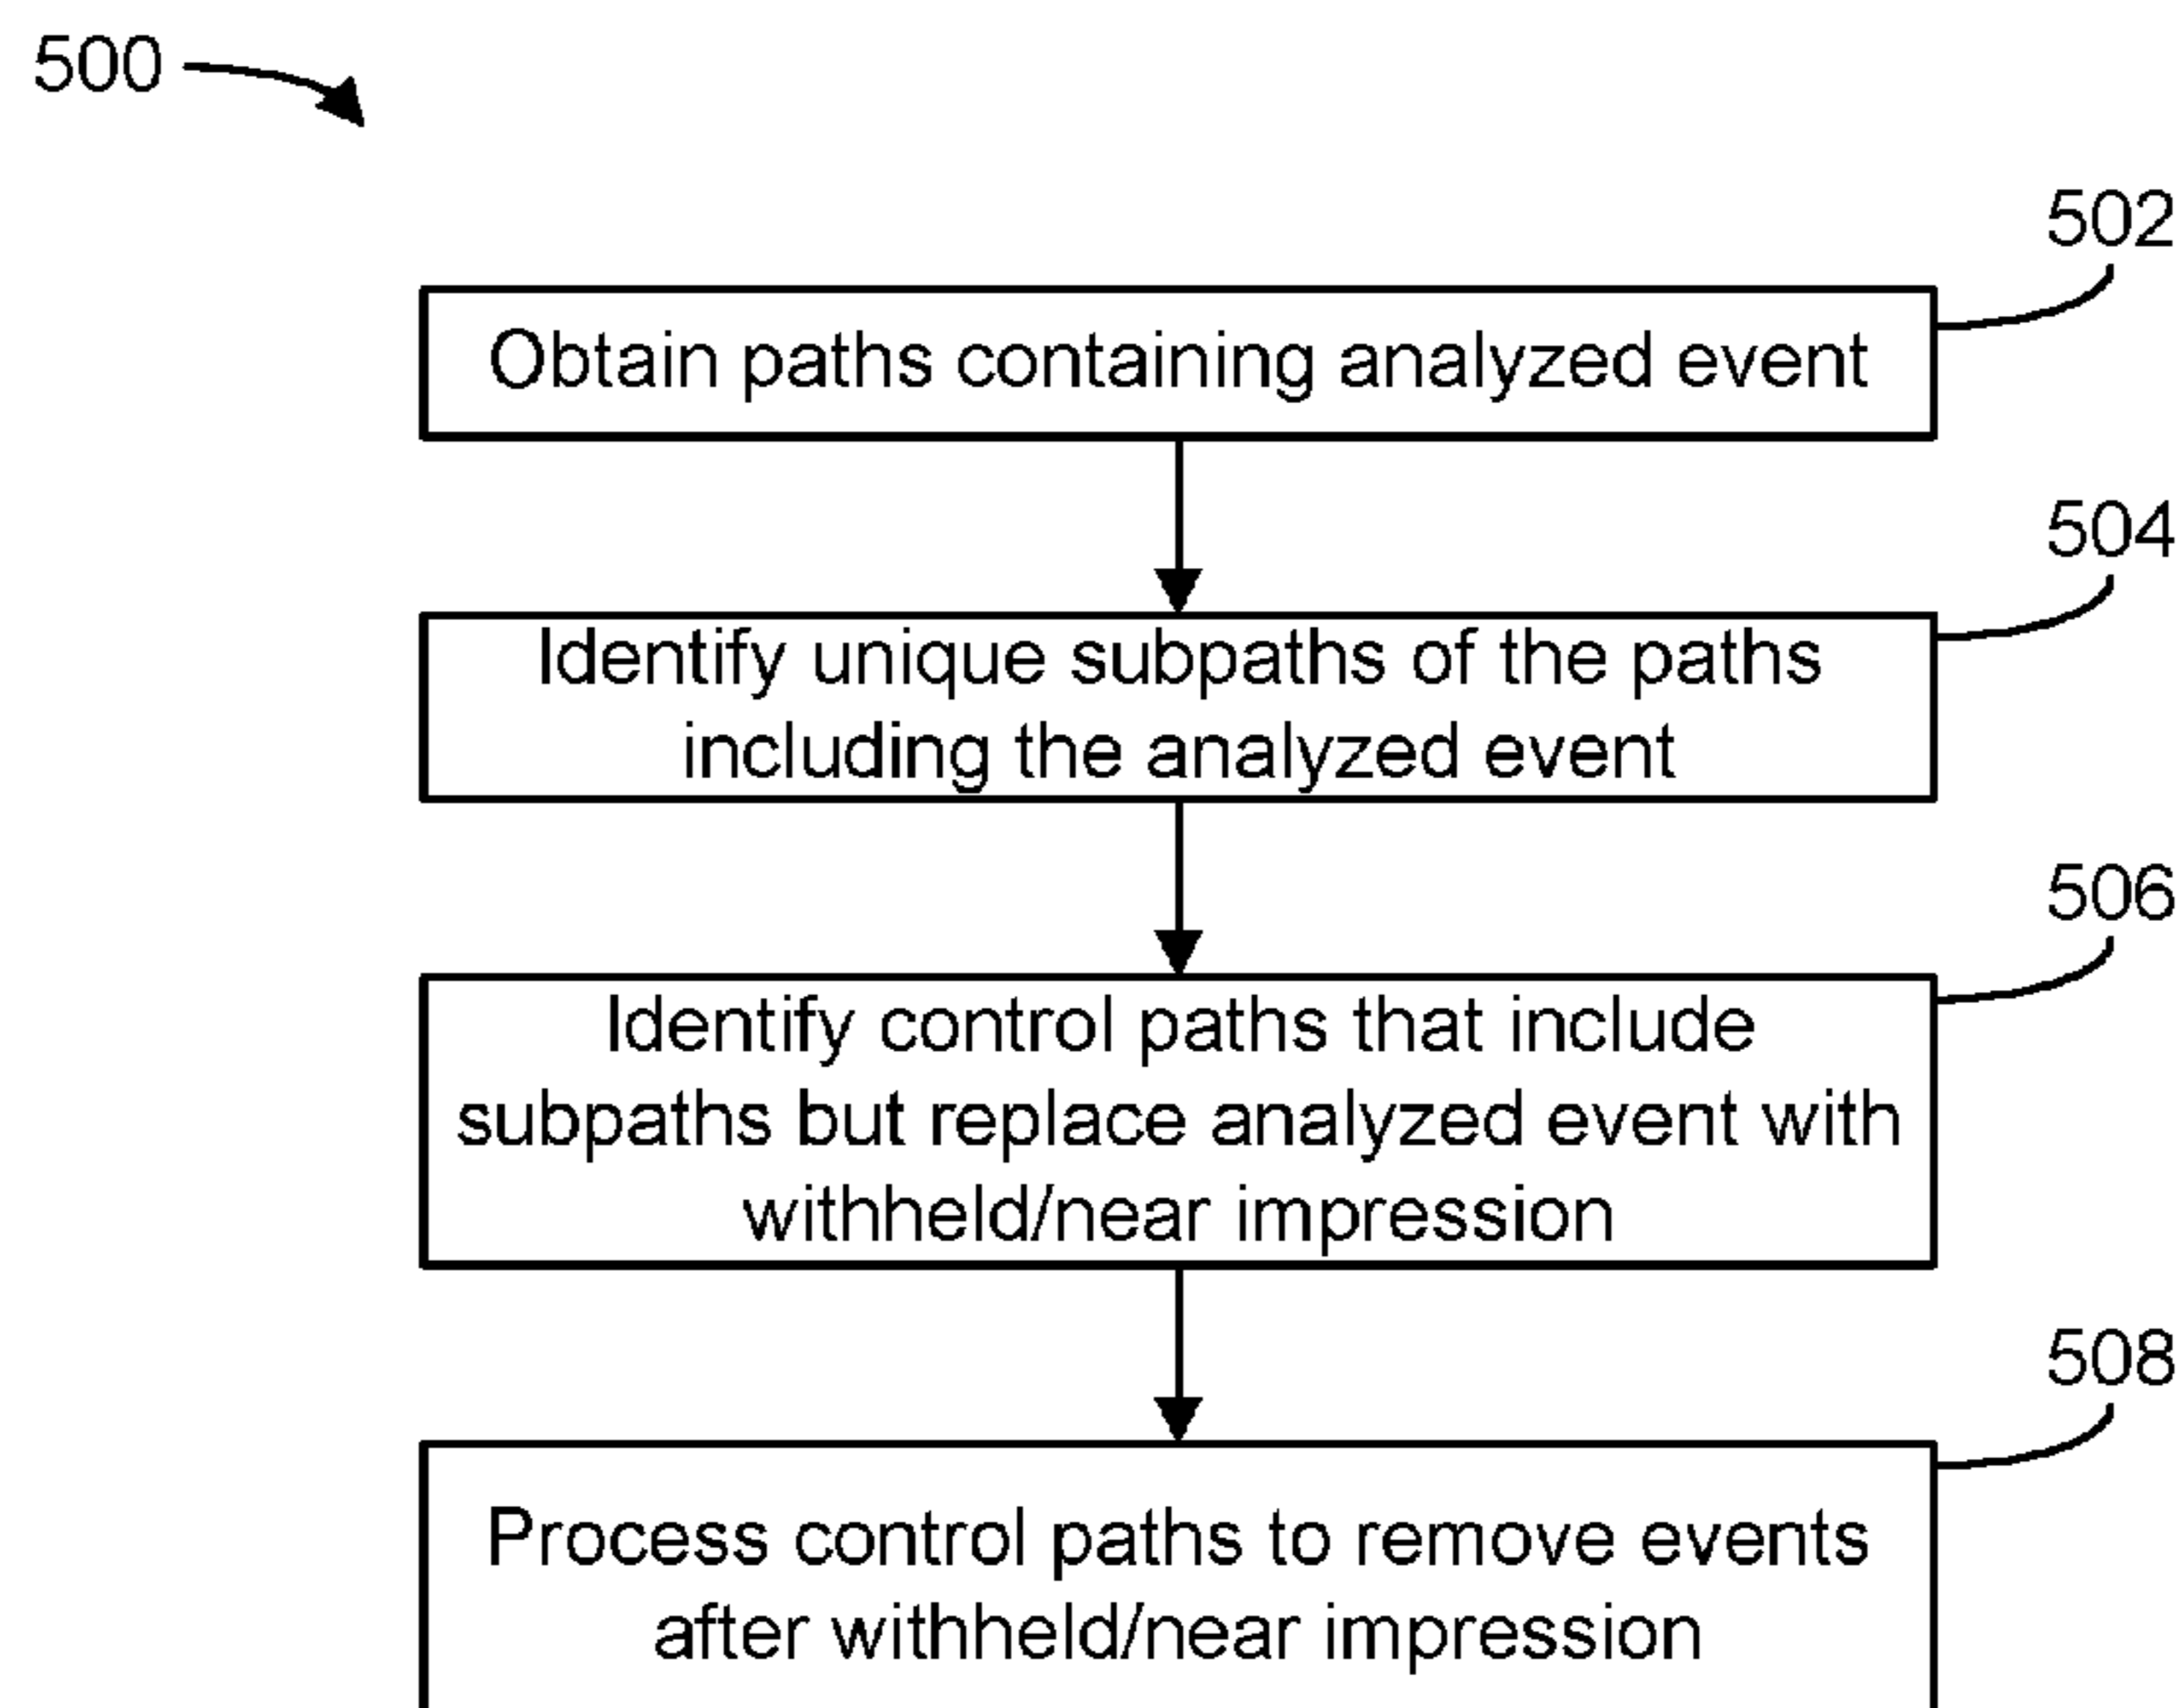 500
502
Obtain paths containing analyzed event
504
Identify unique subpaths of the paths
including the analyzed event
506
Identify control paths that include
subpaths but replace analyzed event with
withheld/near impression
508
Process control paths to remove events
after withheld/near impression